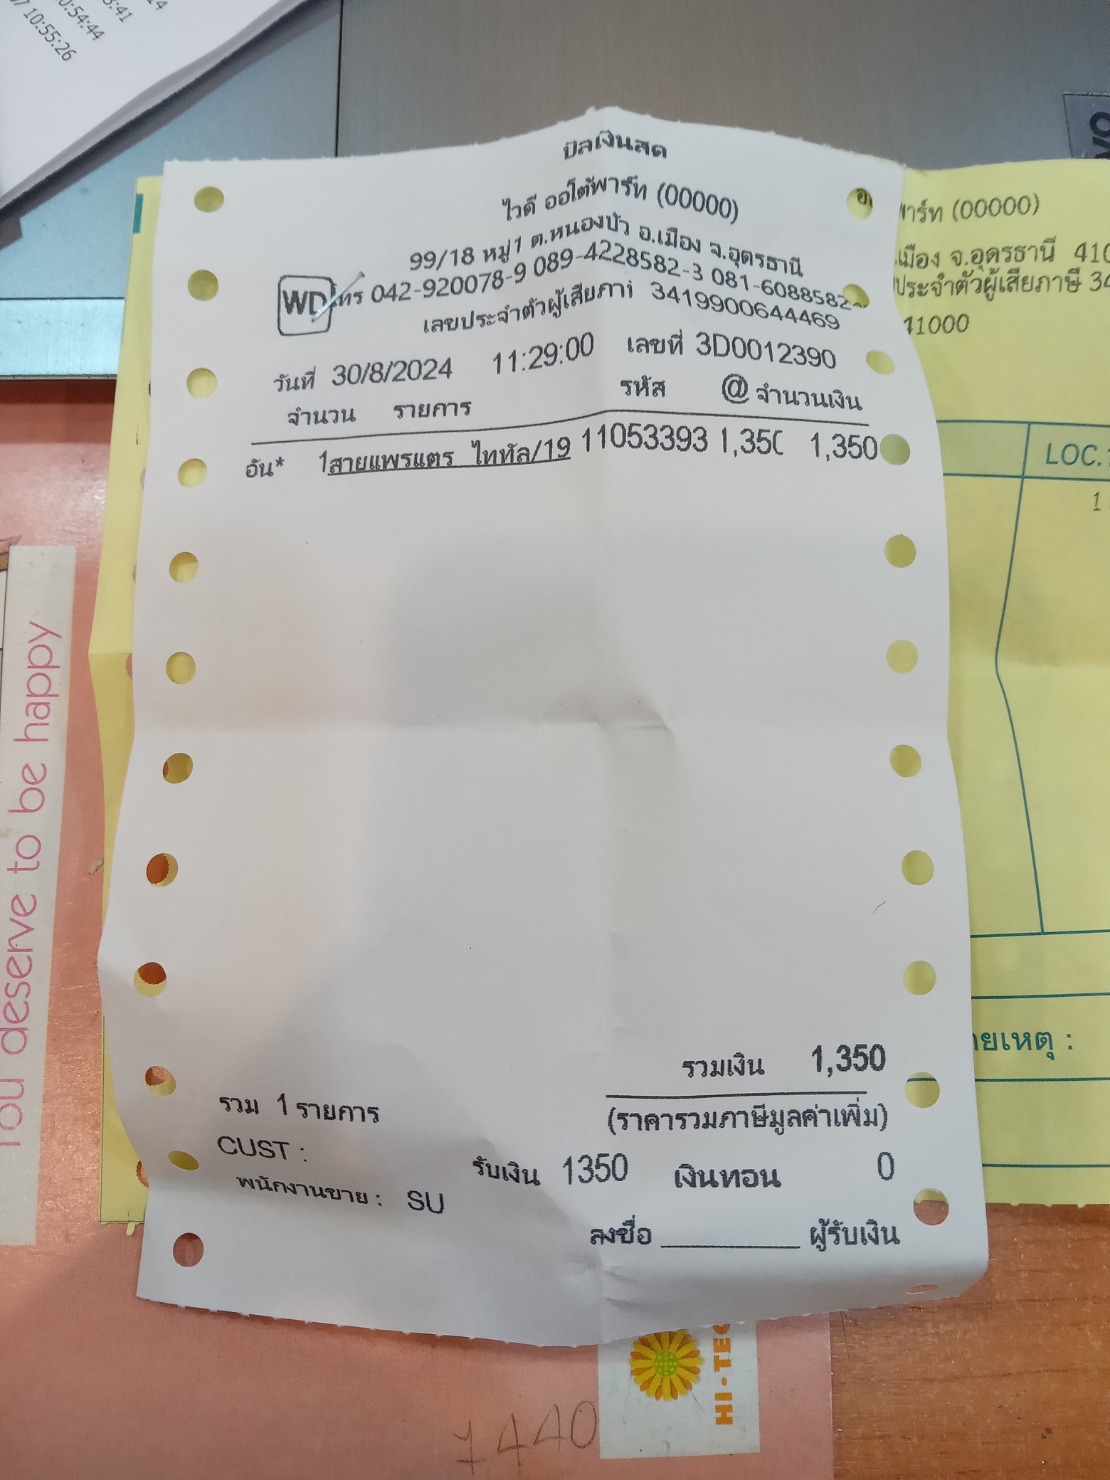 :54:44
10:55:26
บิลเงินสด
ไวดี ออโต้พาร์ท (00000)
99/18 หมู่1 ต.หนองบัว อ.เมือง จ.อุดรธานี
WD โทร 042-920078-9 089-4228582-3 081-6088582
เลขประจำตัวผู้เสียภาษี 3419900644469
วันที่ 30/8/2024 11:29:00 เลขที่ 3D0012390
จำนวน รายการ รหัส @ จำนวนเงิน
อัน* 1สายแพรแตร ไททัล/19 11053393 1,350 1,350
รวมเงิน 1,350
รวม 1 รายการ (ราคารวมภาษีมูลค่าเพิ่ม)
CUST :
รับเงิน 1350 เงินทอน 0
พนักงานขาย : SU
ลงชื่อ ผู้รับเงิน
พาร์ท (00000)
เมือง จ.อุดรธานี 410
ประจำตัวผู้เสียภาษี 34
41000
LOC.
ายเหตุ :
You deserve to be happy
HI-TEC
1440